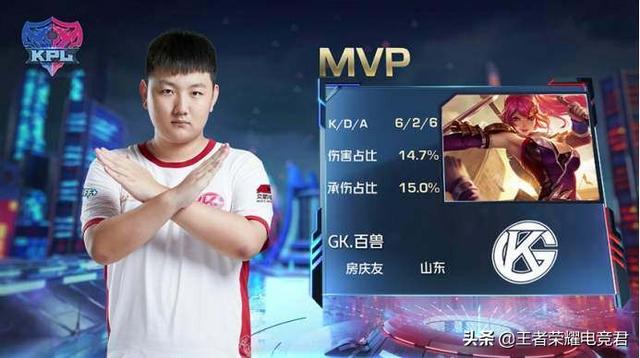 KPL
MVP
K/D/A 6/2/6
伤害占比 14.7%
承伤占比 15.0%
GK.百兽
房庆友 山东
GK
头条 @王者荣耀电竞君